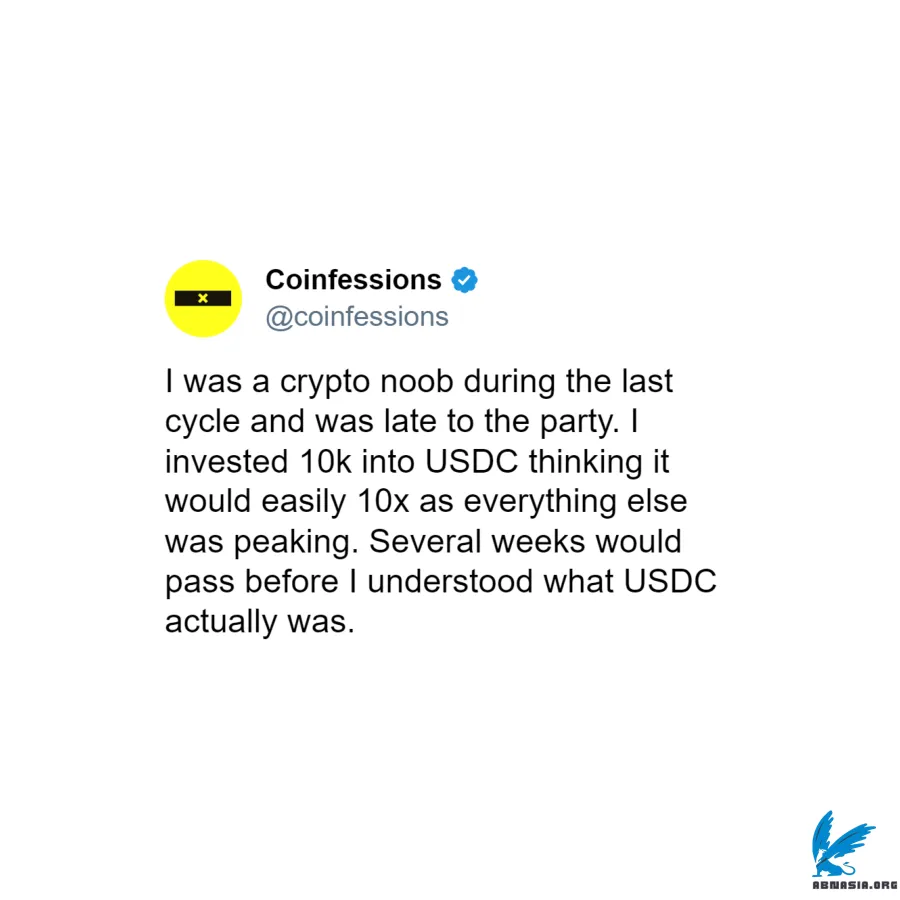 Coinfessions
@coinfessions
I was a crypto noob during the last
cycle and was late to the party. I
invested 10k into USDC thinking it
would easily 10x as everything else
was peaking. Several weeks would
pass before I understood what USDC
actually was.
ABNASIA.ORG